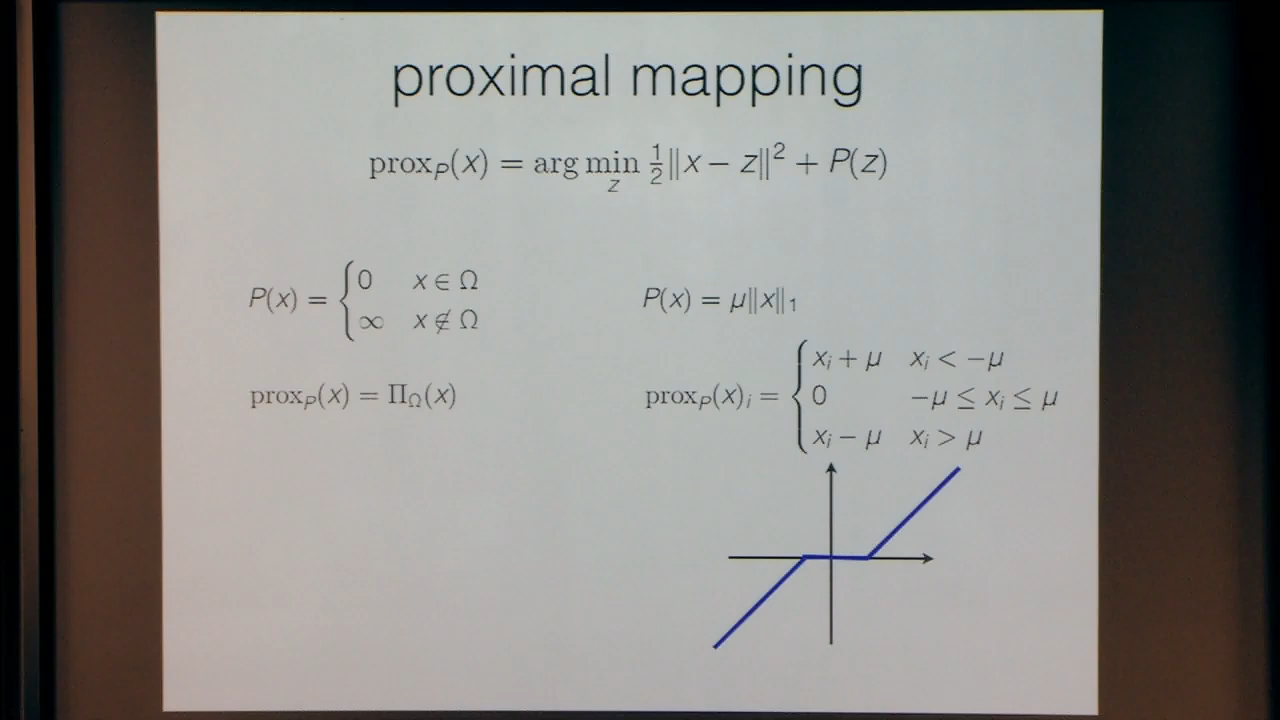 proximal mapping
prox_P(x) = arg min_z ½‖x − z‖² + P(z)
P(x) = { 0 x ∈ Ω
∞ x ∉ Ω
prox_P(x) = Π_Ω(x)
P(x) = μ‖x‖₁
prox_P(x)_i = { x_i + μ x_i < −μ
0 −μ ≤ x_i ≤ μ
x_i − μ x_i > μ